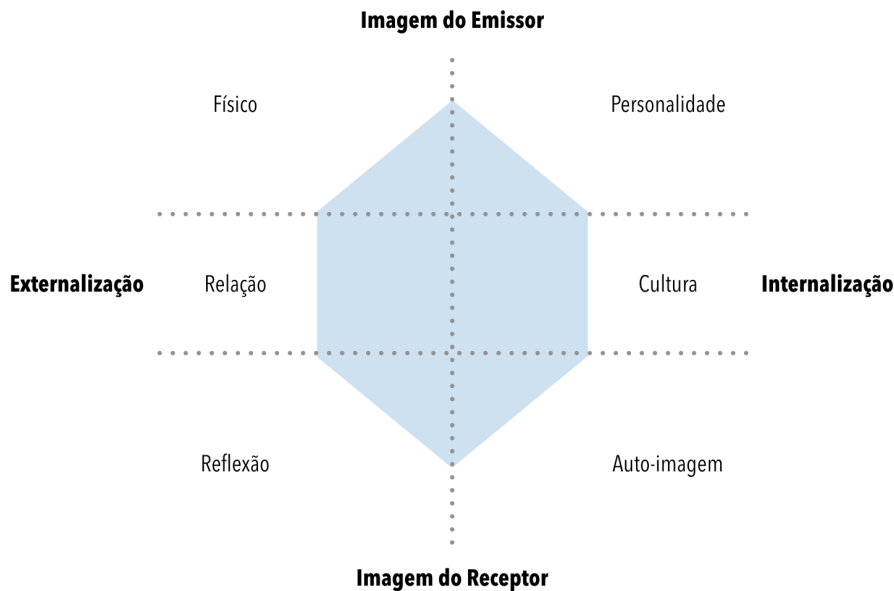 Imagem do Emissor
Físico
Personalidade
Externalização
Relação
Cultura
Internalização
Reflexão
Auto-imagem
Imagem do Receptor